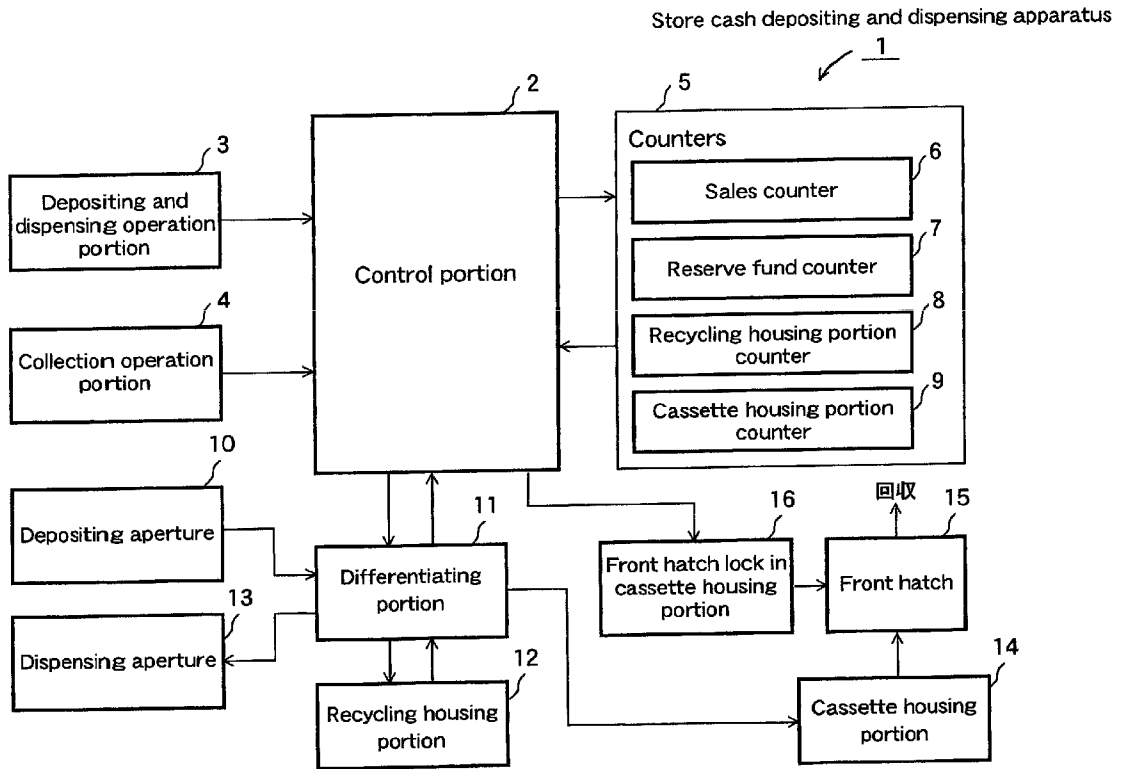 Store cash depositing and dispensing apparatus
1
2
5
Counters
3
Depositing and
dispensing operation
portion
Control portion
6
Sales counter
7
Reserve fund counter
4
Collection operation
portion
8
Recycling housing portion
counter
9
Cassette housing portion
counter
10
Depositing aperture
11
Differentiating
portion
16
Front hatch lock in
cassette housing
portion
回収
15
Front hatch
13
Dispensing aperture
12
Recycling housing
portion
14
Cassette housing
portion